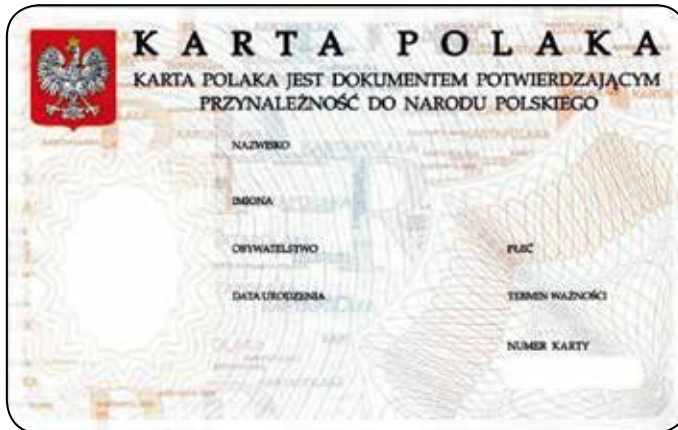 KARTA POLAKA
KARTA POLAKA JEST DOKUMENTEM POTWIERDZAJĄCYM
PRZYNALEŻNOŚĆ DO NARODU POLSKIEGO
NAZWISKO
IMIONA
OBYWATELSTWO
PŁEĆ
DATA URODZENIA
TERMIN WAŻNOŚCI
NUMER KARTY